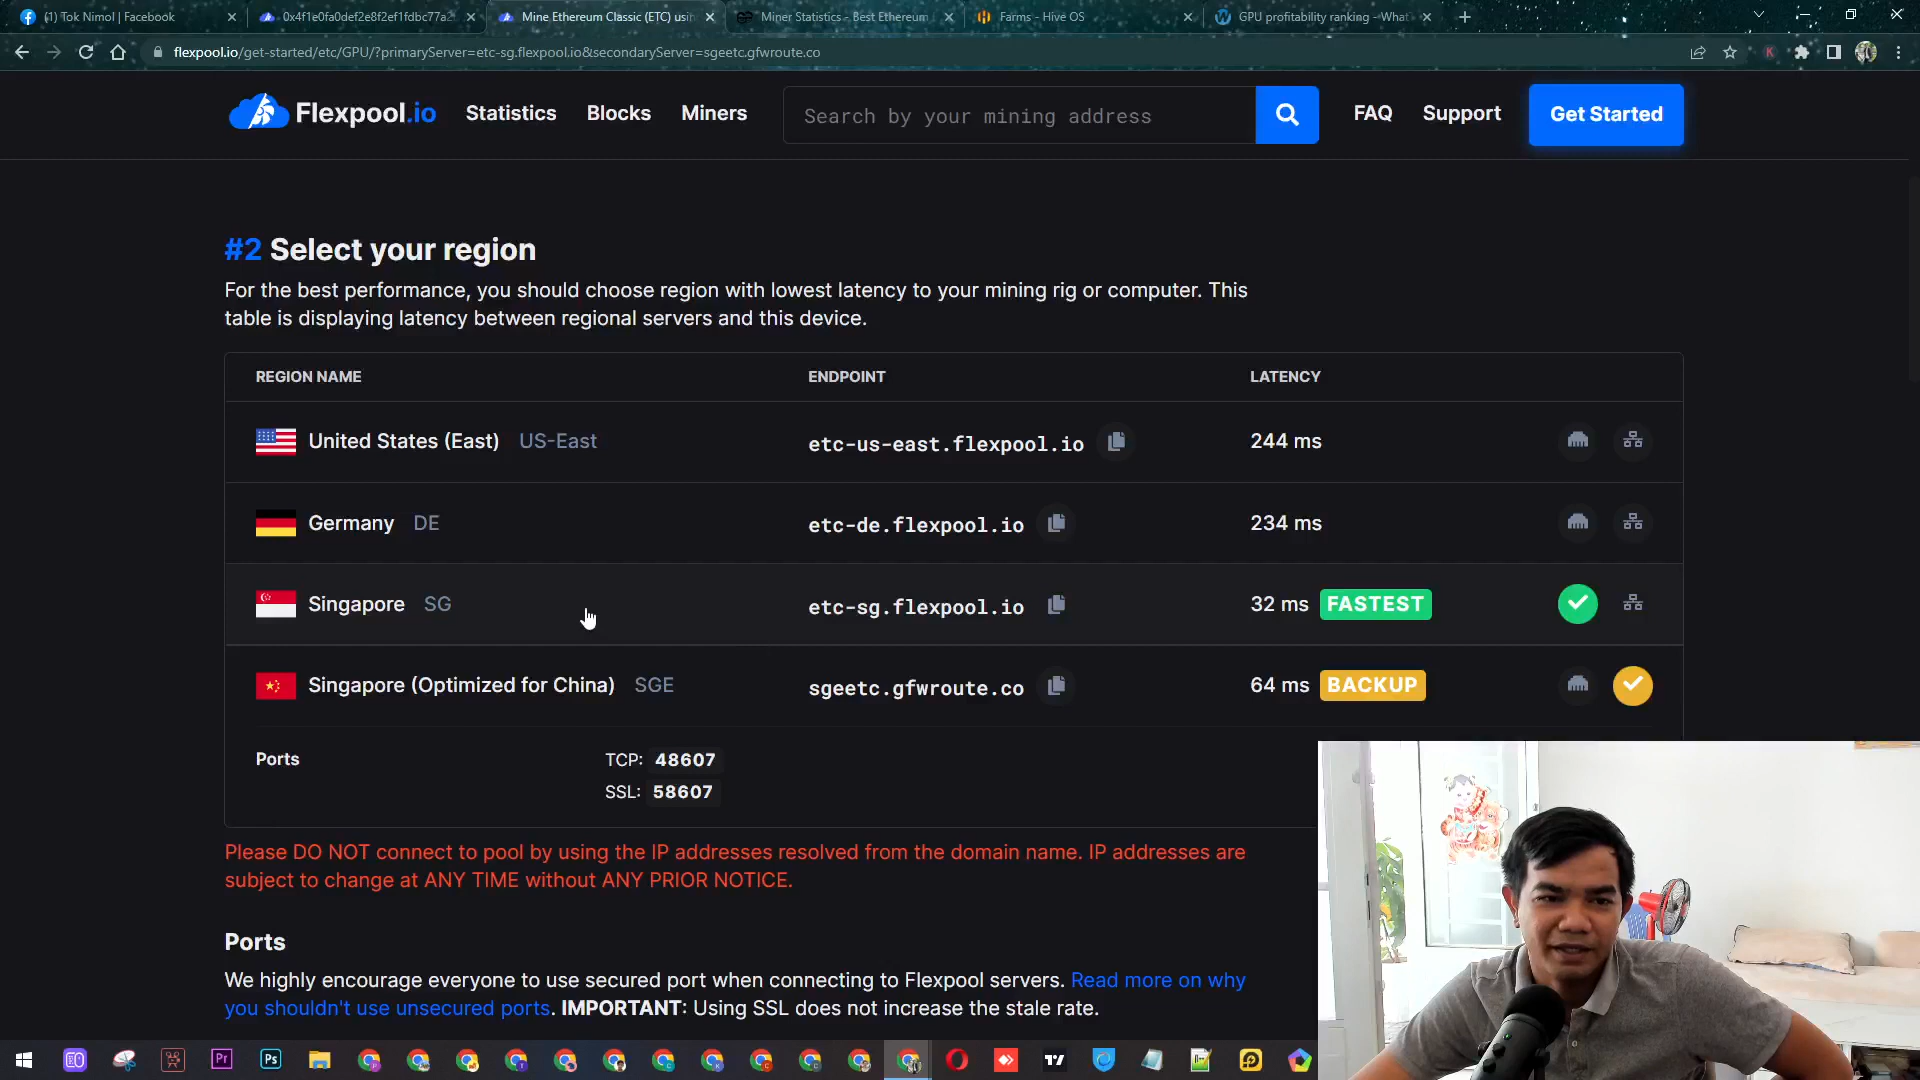 (1) Tok Nimol | Facebook
0x4f1e0fa0def2e8f2ef1fdbc77a2
Mine Ethereum Classic (ETC) usin
Miner Statistics - Best Ethereum
Farms - Hive OS
GPU profitability ranking - What
flexpool.io/get-started/etc/GPU/?primaryServer=etc-sg.flexpool.io&secondaryServer=sgeetc.gfwroute.co
Flexpool.io
Statistics
Blocks
Miners
Search by your mining address
FAQ
Support
Get Started
#2 Select your region
For the best performance, you should choose region with lowest latency to your mining rig or computer. This
table is displaying latency between regional servers and this device.
REGION NAME ENDPOINT LATENCY
United States (East) US-East etc-us-east.flexpool.io 244 ms
Germany DE etc-de.flexpool.io 234 ms
Singapore SG etc-sg.flexpool.io 32 ms FASTEST
Singapore (Optimized for China) SGE sgeetc.gfwroute.co 64 ms BACKUP
Ports TCP: 48607
SSL: 58607
Please DO NOT connect to pool by using the IP addresses resolved from the domain name. IP addresses are
subject to change at ANY TIME without ANY PRIOR NOTICE.
Ports
We highly encourage everyone to use secured port when connecting to Flexpool servers. Read more on why
you shouldn't use unsecured ports. IMPORTANT: Using SSL does not increase the stale rate.